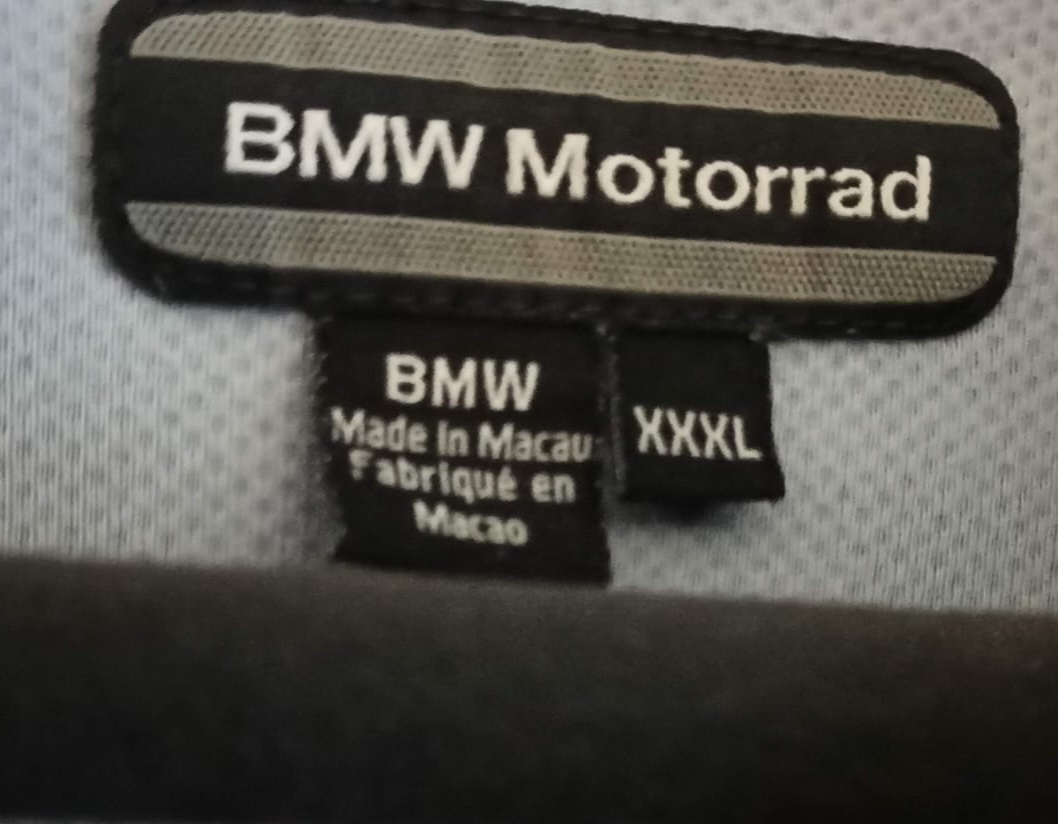 BMW Motorrad
BMW
Made In Macau
Fabriqué en
Macao
XXXL